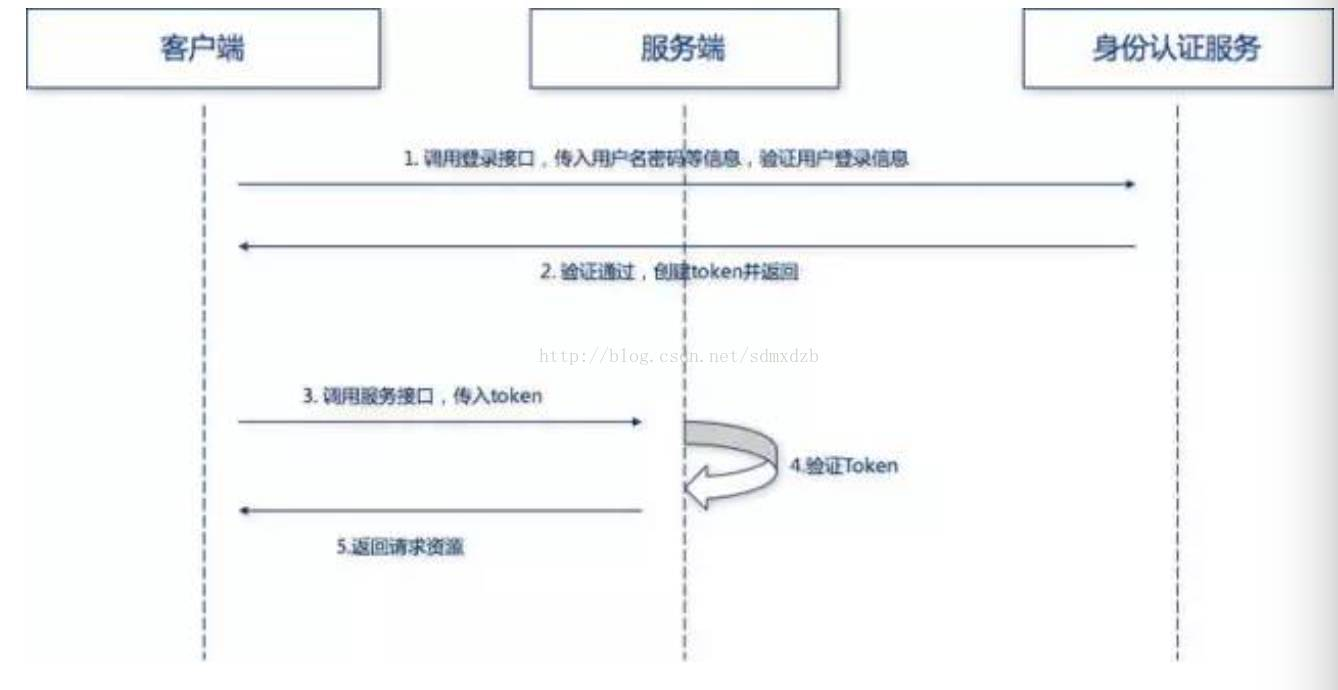 客户端
服务端
身份认证服务
1. 调用登录接口，传入用户名密码等信息，验证用户登录信息
2. 验证通过，创建token并返回
http://blog.csdn.net/sdmxdzb
3. 调用服务接口，传入token
4.验证Token
5.返回请求资源